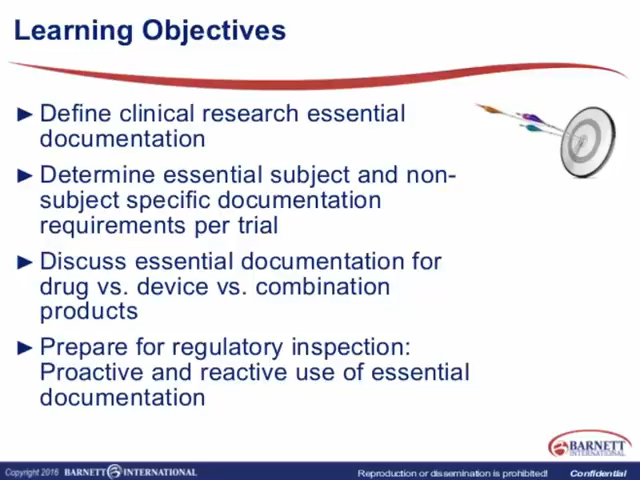 Learning Objectives
► Define clinical research essential
documentation
► Determine essential subject and non-
subject specific documentation
requirements per trial
► Discuss essential documentation for
drug vs. device vs. combination
products
► Prepare for regulatory inspection:
Proactive and reactive use of essential
documentation
BARNETT
INTERNATIONAL
Copyright 2016 BARNETT INTERNATIONAL
Reproduction or dissemination is prohibited! Confidential